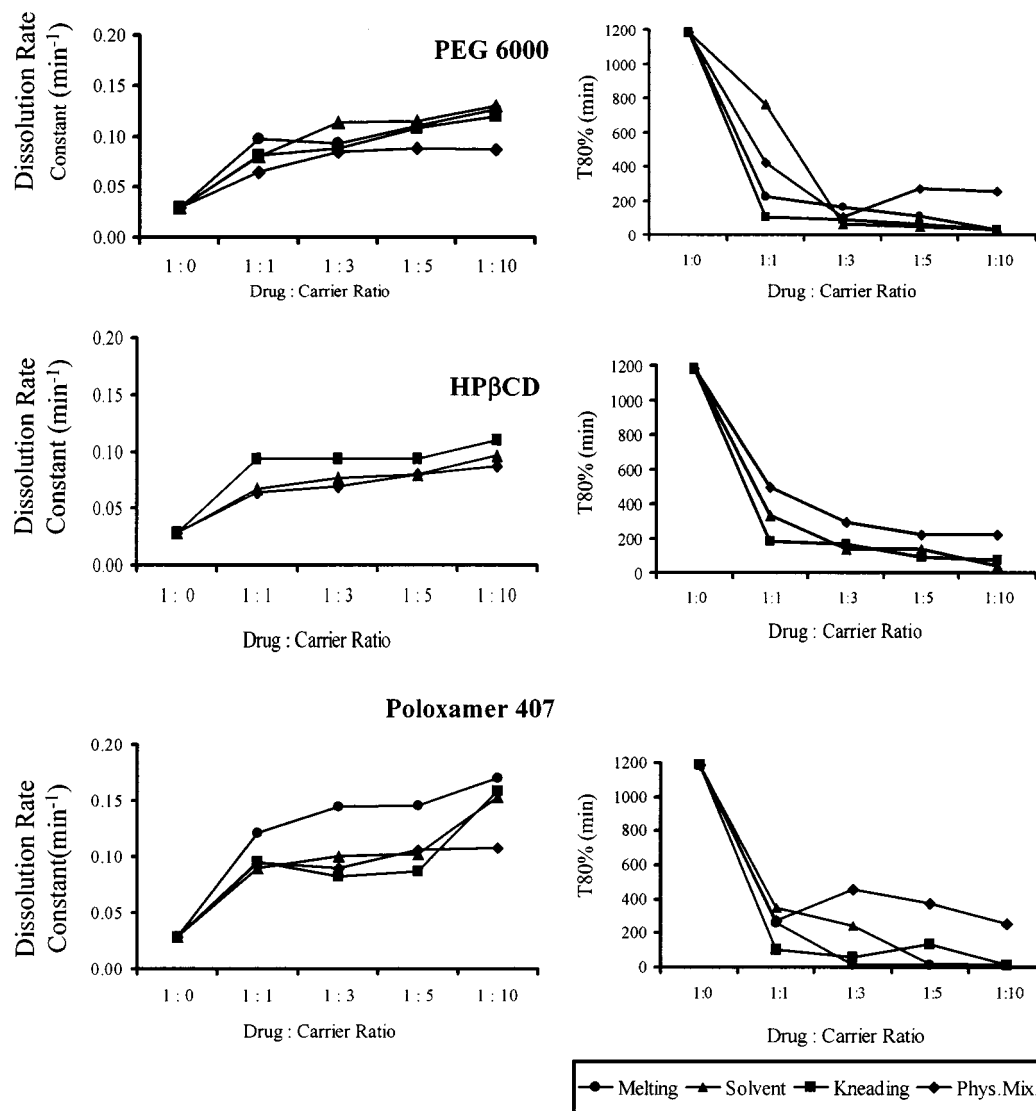 PEG 6000
Dissolution Rate
Constant (min⁻¹)
0.20
0.15
0.10
0.05
0.00
1 : 0 1 : 1 1 : 3 1 : 5 1 : 10
Drug : Carrier Ratio
T80% (min)
1200
1000
800
600
400
200
0
1:0 1:1 1:3 1:5 1:10
Drug : Carrier Ratio
HPβCD
Dissolution Rate
Constant (min⁻¹)
0.20
0.15
0.10
0.05
0.00
1 : 0 1 : 1 1 : 3 1 : 5 1 : 10
Drug : Carrier Ratio
T80% (min)
1200
1000
800
600
400
200
0
1:0 1:1 1:3 1:5 1:10
Drug : Carrier Ratio
Poloxamer 407
Dissolution Rate
Constant(min⁻¹)
0.20
0.15
0.10
0.05
0.00
1 : 0 1 : 1 1 : 3 1 : 5 1 : 10
Drug : Carrier Ratio
T80% (min)
1200
1000
800
600
400
200
0
1:0 1:1 1:3 1:5 1:10
Drug : Carrier Ratio
Melting Solvent Kneading Phys.Mix